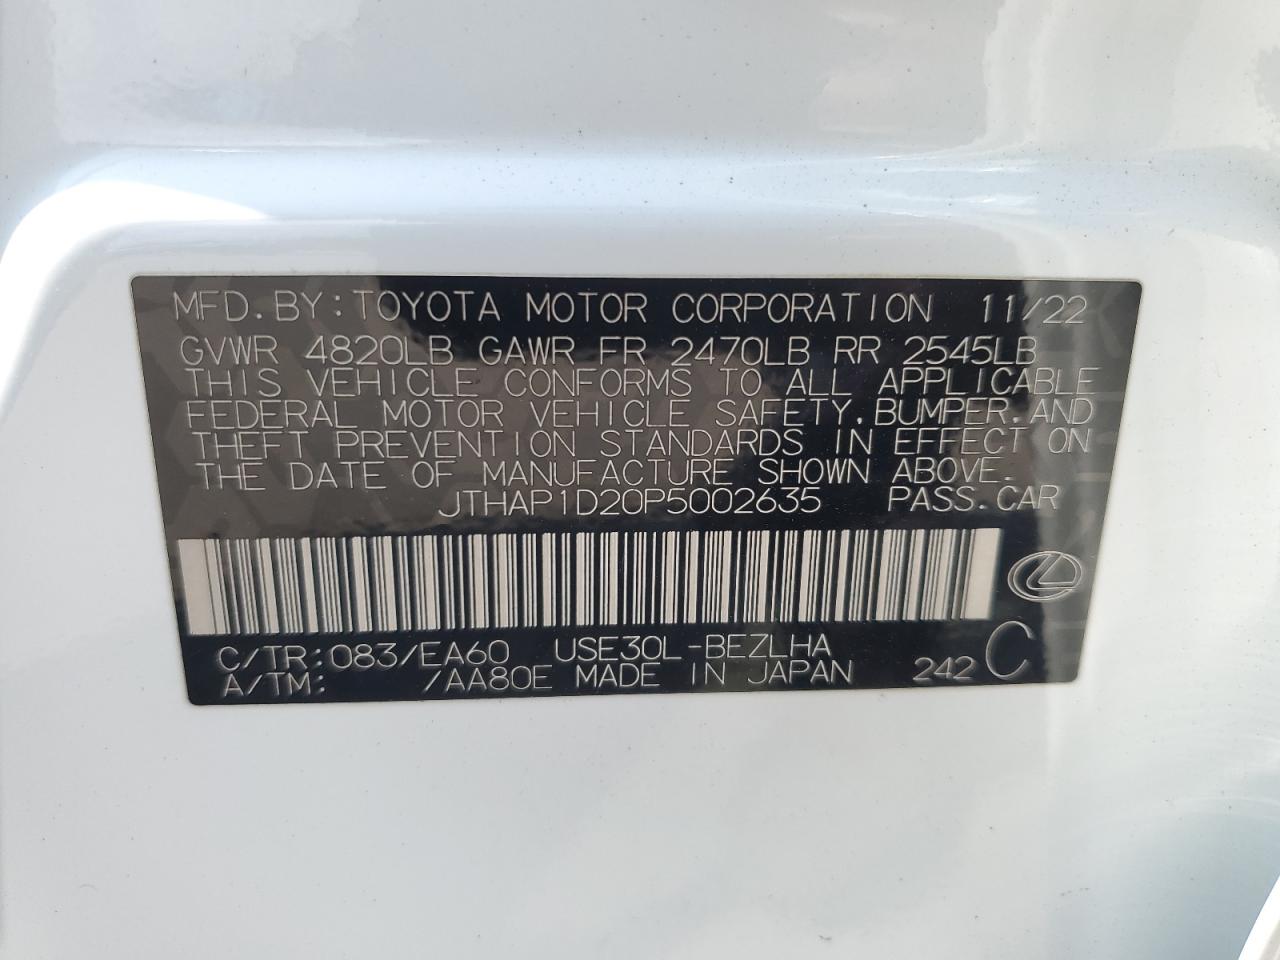 MFD. BY: TOYOTA MOTOR CORPORATION 11/22
GVWR 4820LB GAWR FR 2470LB RR 2545LB
THIS VEHICLE CONFORMS TO ALL APPLICABLE
FEDERAL MOTOR VEHICLE SAFETY, BUMPER, AND
THEFT PREVENTION STANDARDS IN EFFECT ON
THE DATE OF MANUFACTURE SHOWN ABOVE.
JTHAP1D20P5002635 PASS. CAR
C/TR: 083/EA60 USE30L-BEZLHA
A/TM: /AA80E MADE IN JAPAN 242 C